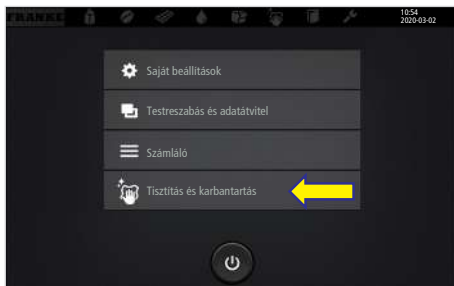 FRANKE
10:54
2020-03-02
Saját beállítások
Testreszabás és adatátvitel
Számláló
Tisztítás és karbantartás